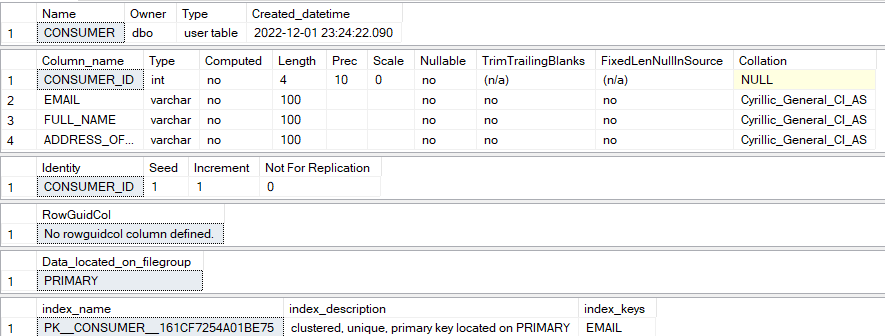 Name Owner Type Created_datetime
1 CONSUMER dbo user table 2022-12-01 23:24:22.090
Column_name Type Computed Length Prec Scale Nullable TrimTrailingBlanks FixedLenNullInSource Collation
1 CONSUMER_ID int no 4 10 0 no (n/a) (n/a) NULL
2 EMAIL varchar no 100 no no no Cyrillic_General_CI_AS
3 FULL_NAME varchar no 100 no no no Cyrillic_General_CI_AS
4 ADDRESS_OF... varchar no 100 no no no Cyrillic_General_CI_AS
Identity Seed Increment Not For Replication
1 CONSUMER_ID 1 1 0
RowGuidCol
1 No rowguidcol column defined.
Data_located_on_filegroup
1 PRIMARY
index_name index_description index_keys
1 PK__CONSUMER__161CF7254A01BE75 clustered, unique, primary key located on PRIMARY EMAIL